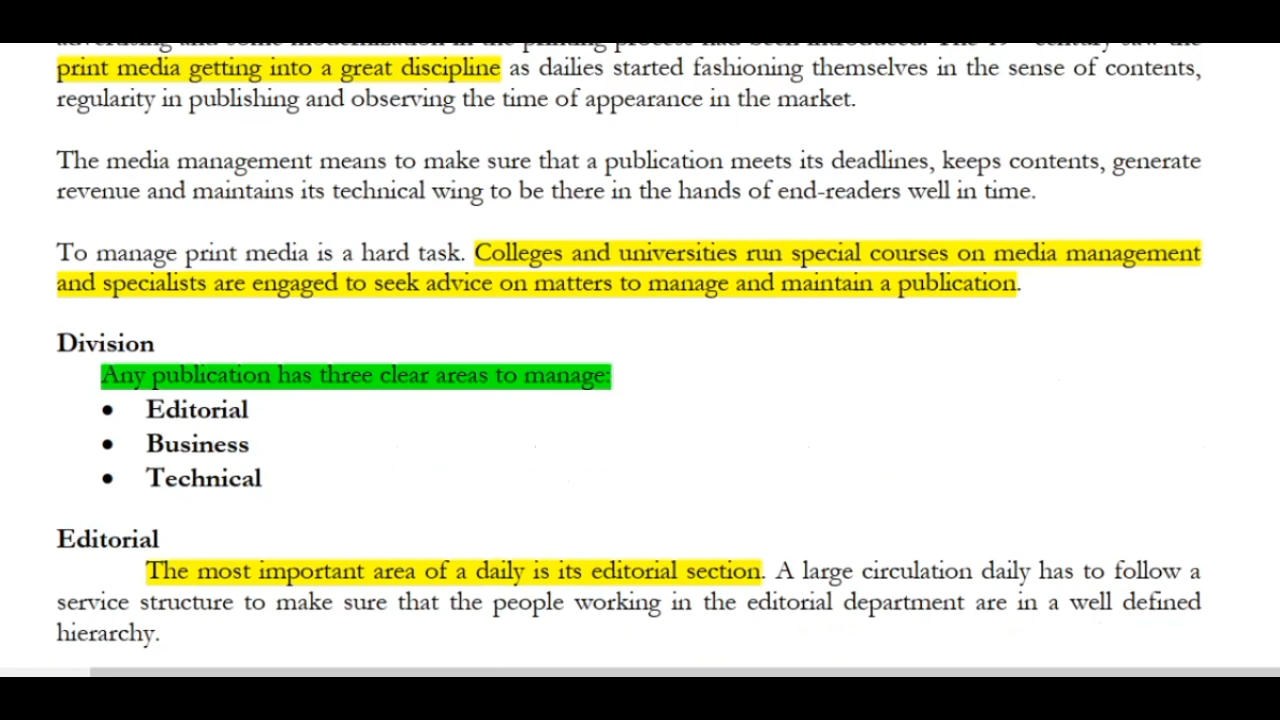 print media getting into a great discipline as dailies started fashioning themselves in the sense of contents,
regularity in publishing and observing the time of appearance in the market.
The media management means to make sure that a publication meets its deadlines, keeps contents, generate
revenue and maintains its technical wing to be there in the hands of end-readers well in time.
To manage print media is a hard task. Colleges and universities run special courses on media management
and specialists are engaged to seek advice on matters to manage and maintain a publication.
Division
Any publication has three clear areas to manage:
• Editorial
• Business
• Technical
Editorial
The most important area of a daily is its editorial section. A large circulation daily has to follow a
service structure to make sure that the people working in the editorial department are in a well defined
hierarchy.